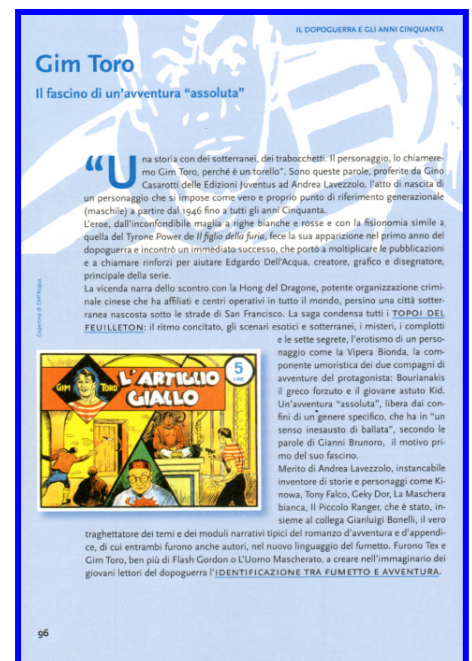 IL DOPOGUERRA E GLI ANNI CINQUANTA
Gim Toro
Il fascino di un'avventura "assoluta"
"Una storia con dei sotterranei, dei trabocchetti. Il personaggio, lo chiamere-
mo Gim Toro, perché è un torello". Sono queste parole, proferite da Gino
Casarotti delle Edizioni Juventus ad Andrea Lavezzolo, l'atto di nascita di
un personaggio che si impose come vero e proprio punto di riferimento generazionale
(maschile) a partire dal 1946 fino a tutti gli anni Cinquanta.
L'eroe, dall'inconfondibile maglia a righe bianche e rosse e con la fisionomia simile a
quella del Tyrone Power de Il figlio della furia, fece la sua apparizione nel primo anno del
dopoguerra e incontrò un immediato successo, che portò a moltiplicare le pubblicazioni
e a chiamare rinforzi per aiutare Edgardo Dell'Acqua, creatore, grafico e disegnatore,
principale della serie.
La vicenda narra dello scontro con la Hong del Dragone, potente organizzazione crimi-
nale cinese che ha affiliati e centri operativi in tutto il mondo, persino una città sotter-
ranea nascosta sotto le strade di San Francisco. La saga condensa tutti i TOPOI DEL
FEUILLETON: il ritmo concitato, gli scenari esotici e sotterranei, i misteri, i complotti
e le sette segrete, l'erotismo di un perso-
naggio come la Vipera Bionda, la com-
ponente umoristica dei due compagni di
avventure del protagonista: Bourianakis
il greco forzuto e il giovane astuto Kid.
Un'avventura "assoluta", libera dai con-
fini di un genere specifico, che ha in "un
senso inesausto di ballata", secondo le
parole di Gianni Brunoro, il motivo pri-
mo del suo fascino.
Merito di Andrea Lavezzolo, instancabile
inventore di storie e personaggi come Ki-
nowa, Tony Falco, Geky Dor, La Maschera
bianca, Il Piccolo Ranger, che è stato, in-
sieme al collega Gianluigi Bonelli, il vero
traghettatore dei temi e dei moduli narrativi tipici del romanzo d'avventura e d'appendi-
ce, di cui entrambi furono anche autori, nel nuovo linguaggio del fumetto. Furono Tex e
Gim Toro, ben più di Flash Gordon o L'Uomo Mascherato, a creare nell'immaginario dei
giovani lettori del dopoguerra l'IDENTIFICAZIONE TRA FUMETTO E AVVENTURA.
Copertina di Dell'Acqua
GIM TORO
L'ARTIGLIO
GIALLO
5
LIRE
96